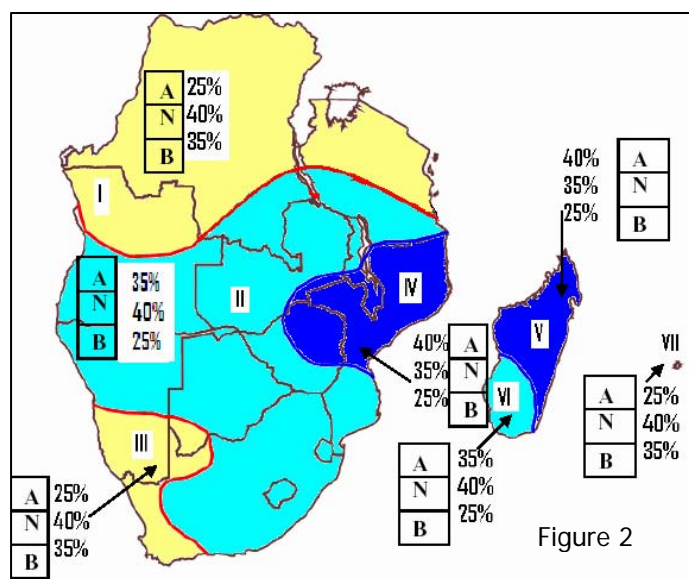 A 25%
N 40%
B 35%
I
40% A
35% N
25% B
A 35%
N 40%
B 25%
II
IV
V
VII
40% A
35% N
25% B
A 25%
N 40%
B 35%
VI
III
A 35%
N 40%
B 25%
A 25%
N 40%
B 35%
Figure 2